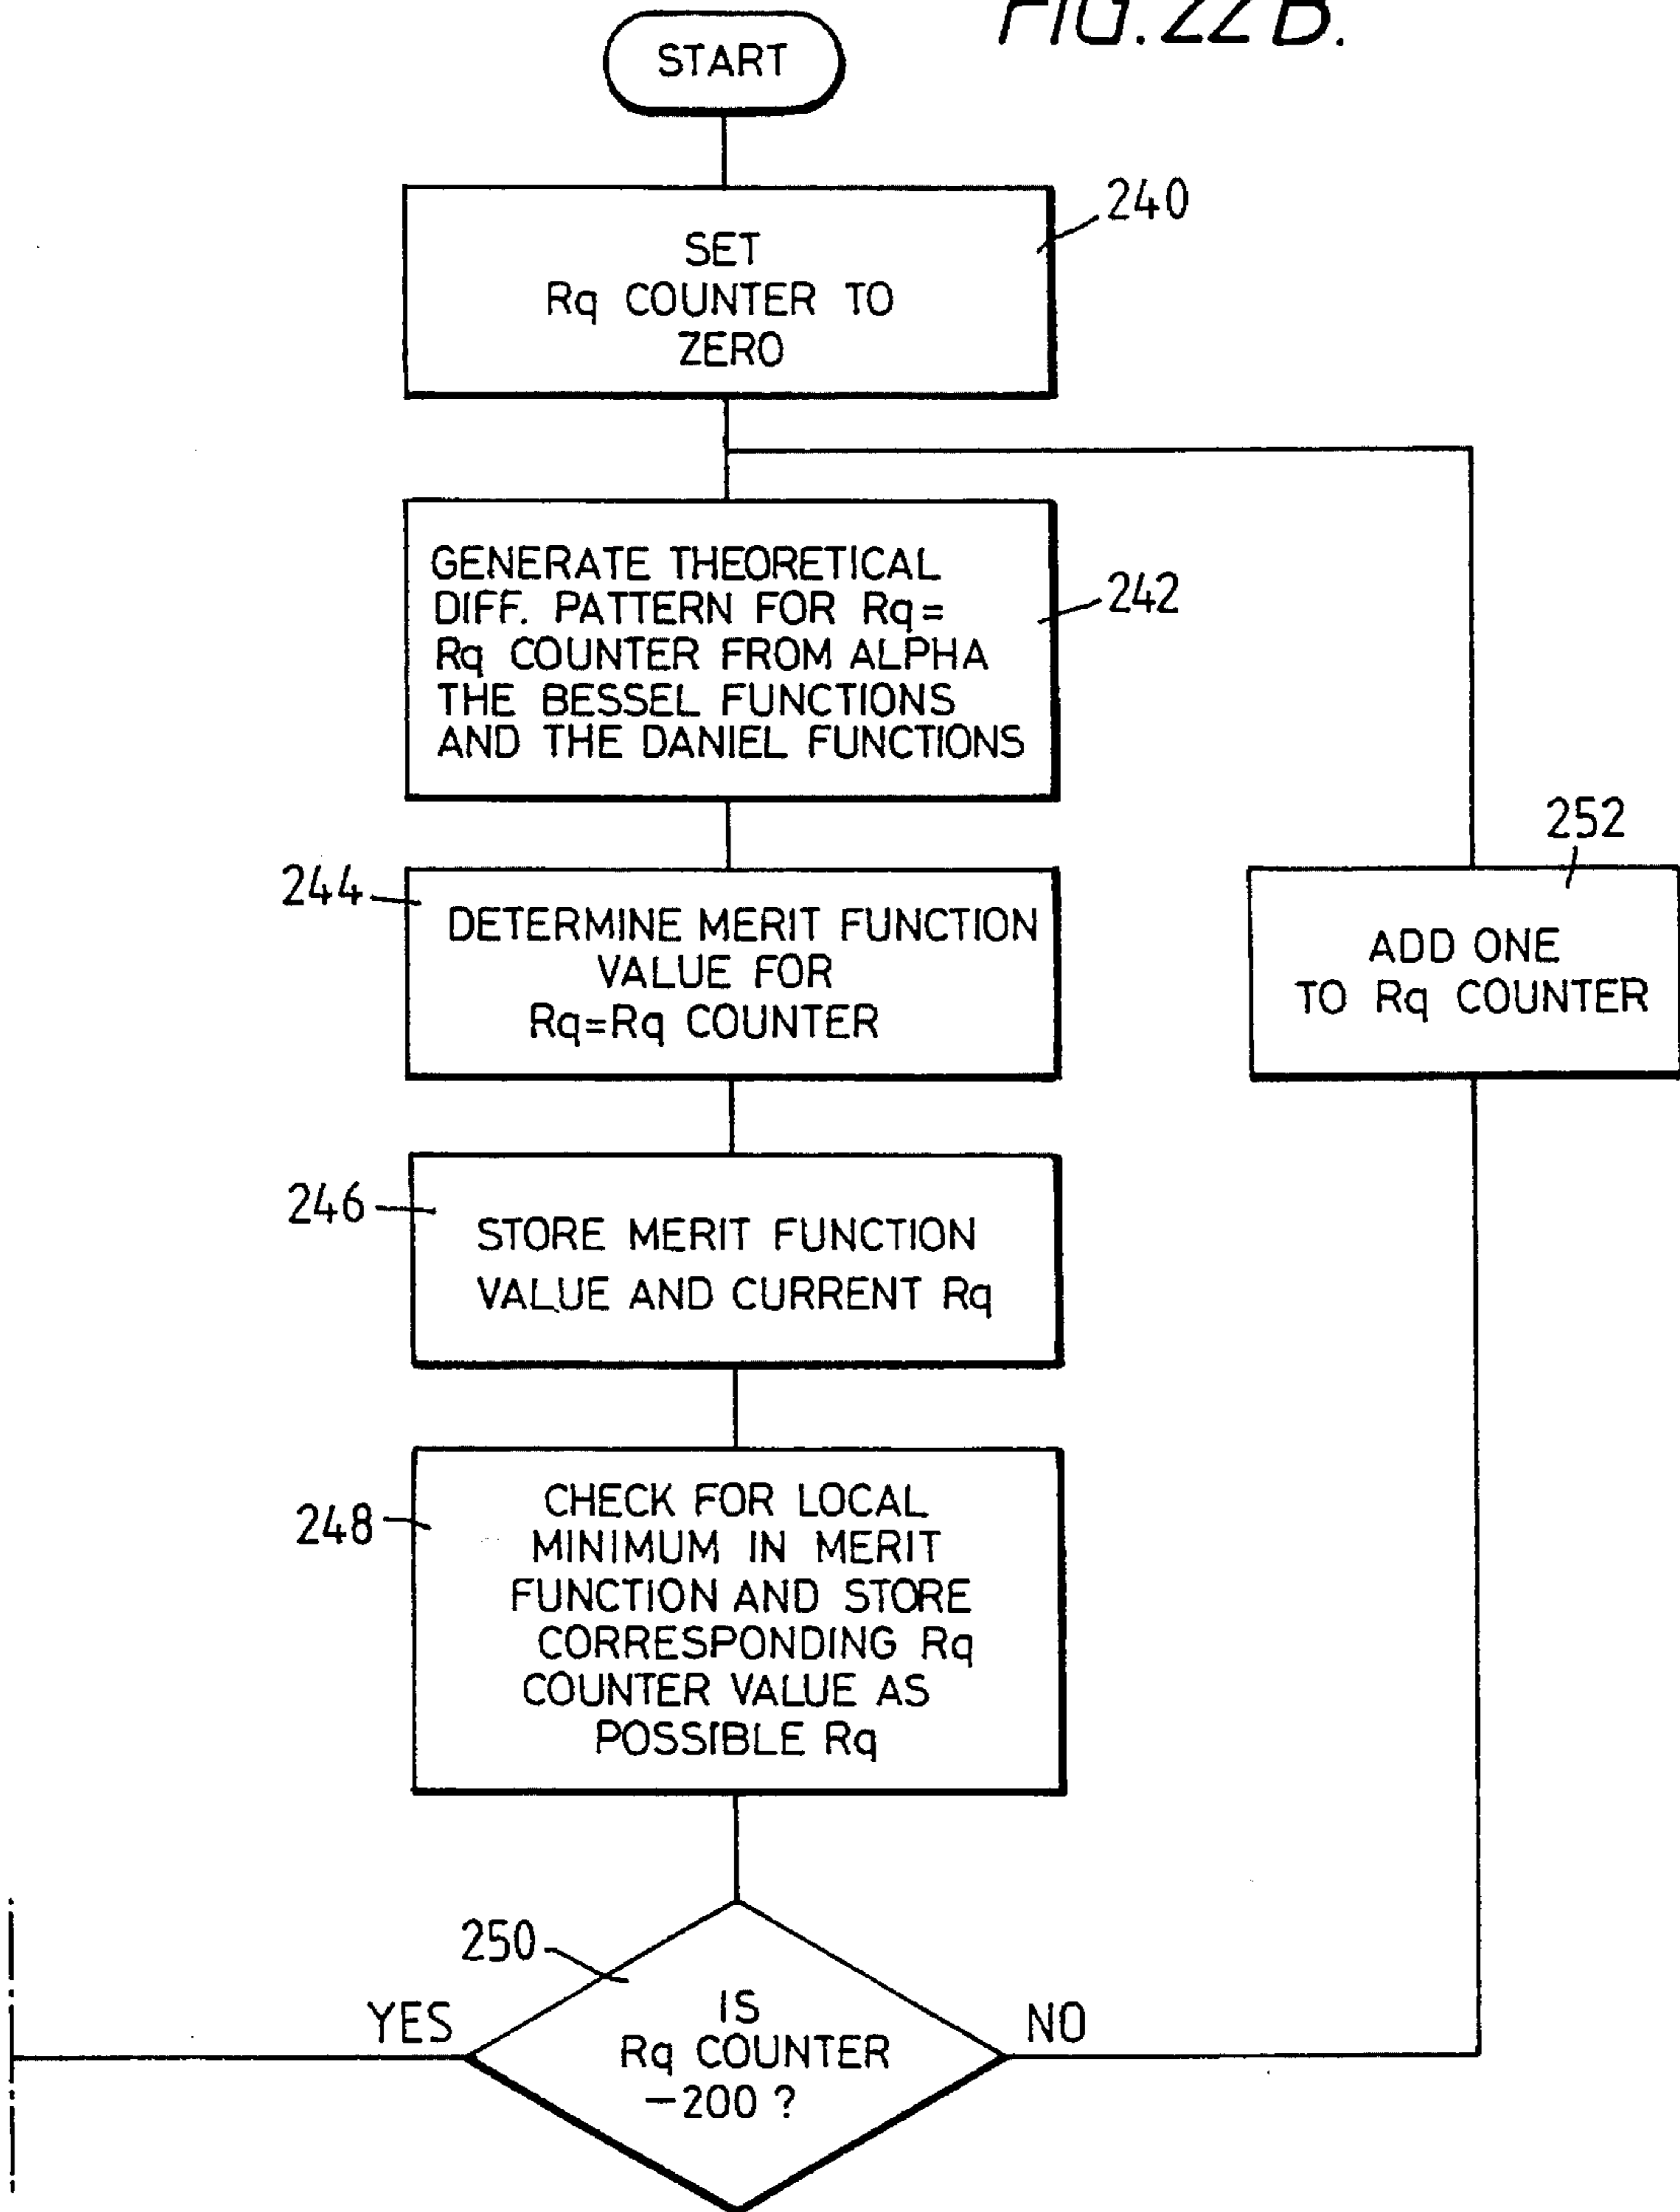 FIG. 22B.
START
240
SET
Rq COUNTER TO
ZERO
242
GENERATE THEORETICAL
DIFF. PATTERN FOR Rq=
Rq COUNTER FROM ALPHA
THE BESSEL FUNCTIONS
AND THE DANIEL FUNCTIONS
244
DETERMINE MERIT FUNCTION
VALUE FOR
Rq=Rq COUNTER
252
ADD ONE
TO Rq COUNTER
246
STORE MERIT FUNCTION
VALUE AND CURRENT Rq
248
CHECK FOR LOCAL
MINIMUM IN MERIT
FUNCTION AND STORE
CORRESPONDING Rq
COUNTER VALUE AS
POSSIBLE Rq
250
YES
IS
Rq COUNTER
-200 ?
NO